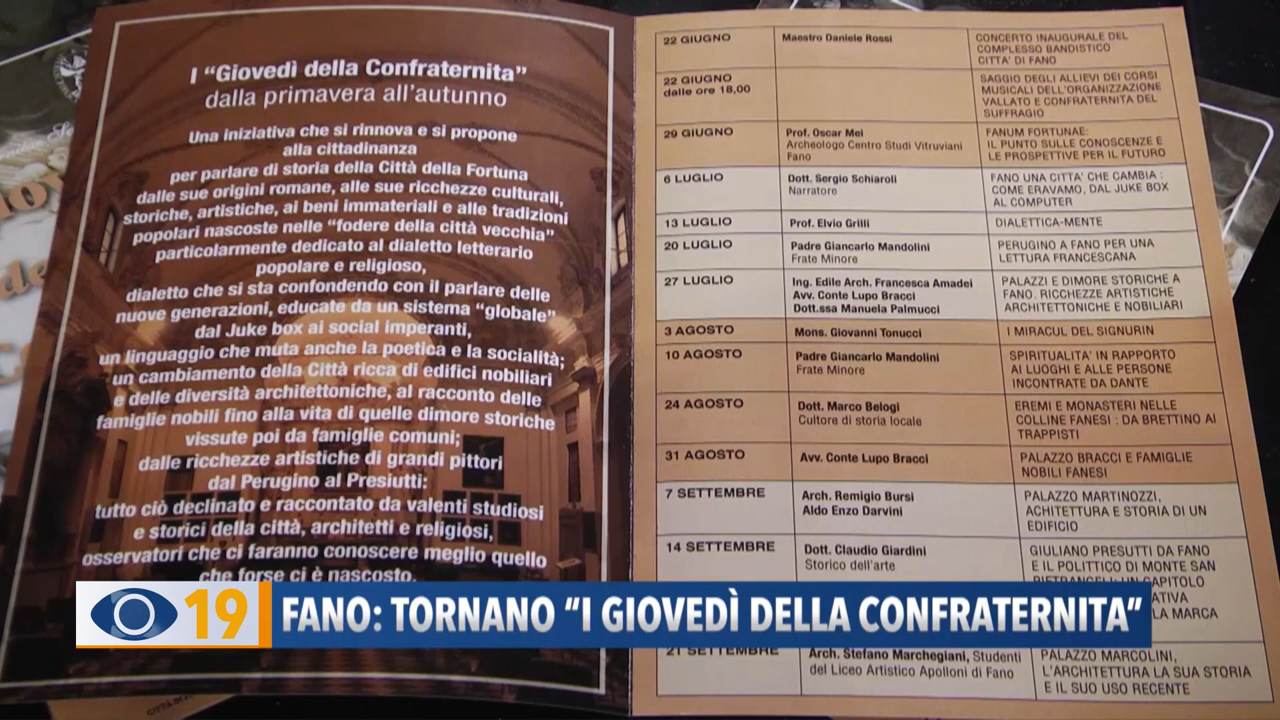 I “Giovedì della Confraternita”
dalla primavera all'autunno
Una iniziativa che si rinnova e si propone
alla cittadinanza
per parlare di storia della Città della Fortuna
dalle sue origini romane, alle sue ricchezze culturali,
storiche, artistiche, ai beni immateriali e alle tradizioni
popolari nascoste nelle “fodere della città vecchia”
particolarmente dedicato al dialetto letterario
popolare e religioso,
dialetto che si sta confondendo con il parlare delle
nuove generazioni, educate da un sistema “globale”
dal Juke box ai social imperanti,
un linguaggio che muta anche la poetica e la socialità;
un cambiamento della Città ricca di edifici nobiliari
e delle diversità architettoniche, al racconto delle
famiglie nobili fino alla vita di quelle dimore storiche
vissute poi da famiglie comuni;
dalle ricchezze artistiche di grandi pittori
dal Perugino al Presiutti:
tutto ciò declinato e raccontato da valenti studiosi
e storici della città, architetti e religiosi,
osservatori che ci faranno conoscere meglio quello
che forse ci è nascosto.
22 GIUGNO Maestro Daniele Rossi CONCERTO INAUGURALE DEL
COMPLESSO BANDISTICO
CITTA' DI FANO
22 GIUGNO SAGGIO DEGLI ALLIEVI DEI CORSI
dalle ore 18,00 MUSICALI DELL'ORGANIZZAZIONE
VALLATO E CONFRATERNITA DEL
SUFFRAGIO
29 GIUGNO Prof. Oscar Mei FANUM FORTUNAE:
Archeologo Centro Studi Vitruviani IL PUNTO SULLE CONOSCENZE E
Fano LE PROSPETTIVE PER IL FUTURO
6 LUGLIO Dott. Sergio Schiaroli FANO UNA CITTA' CHE CAMBIA :
Narratore COME ERAVAMO, DAL JUKE BOX
AL COMPUTER
13 LUGLIO Prof. Elvio Grilli DIALETTICA-MENTE
20 LUGLIO Padre Giancarlo Mandolini PERUGINO A FANO PER UNA
Frate Minore LETTURA FRANCESCANA
27 LUGLIO Ing. Edile Arch. Francesca Amadei PALAZZI E DIMORE STORICHE A
Avv. Conte Lupo Bracci FANO. RICCHEZZE ARTISTICHE
Dott.ssa Manuela Palmucci ARCHITETTONICHE E NOBILIARI
3 AGOSTO Mons. Giovanni Tonucci I MIRACUL DEL SIGNURIN
10 AGOSTO Padre Giancarlo Mandolini SPIRITUALITA' IN RAPPORTO
Frate Minore AI LUOGHI E ALLE PERSONE
INCONTRATE DA DANTE
24 AGOSTO Dott. Marco Belogi EREMI E MONASTERI NELLE
Cultore di storia locale COLLINE FANESI : DA BRETTINO AI
TRAPPISTI
31 AGOSTO Avv. Conte Lupo Bracci PALAZZO BRACCI E FAMIGLIE
NOBILI FANESI
7 SETTEMBRE Arch. Remigio Bursi PALAZZO MARTINOZZI,
Aldo Enzo Darvini ACHITETTURA E STORIA DI UN
EDIFICIO
14 SETTEMBRE Dott. Claudio Giardini GIULIANO PRESUTTI DA FANO
Storico dell'arte E IL POLITTICO DI MONTE SAN
PIETRANGELI: UN CAPITOLO
LA MARCA
21 SETTEMBRE Arch. Stefano Marchegiani, Studenti PALAZZO MARCOLINI,
del Liceo Artistico Apolloni di Fano L'ARCHITETTURA LA SUA STORIA
E IL SUO USO RECENTE
19 FANO: TORNANO “I GIOVEDÌ DELLA CONFRATERNITA”